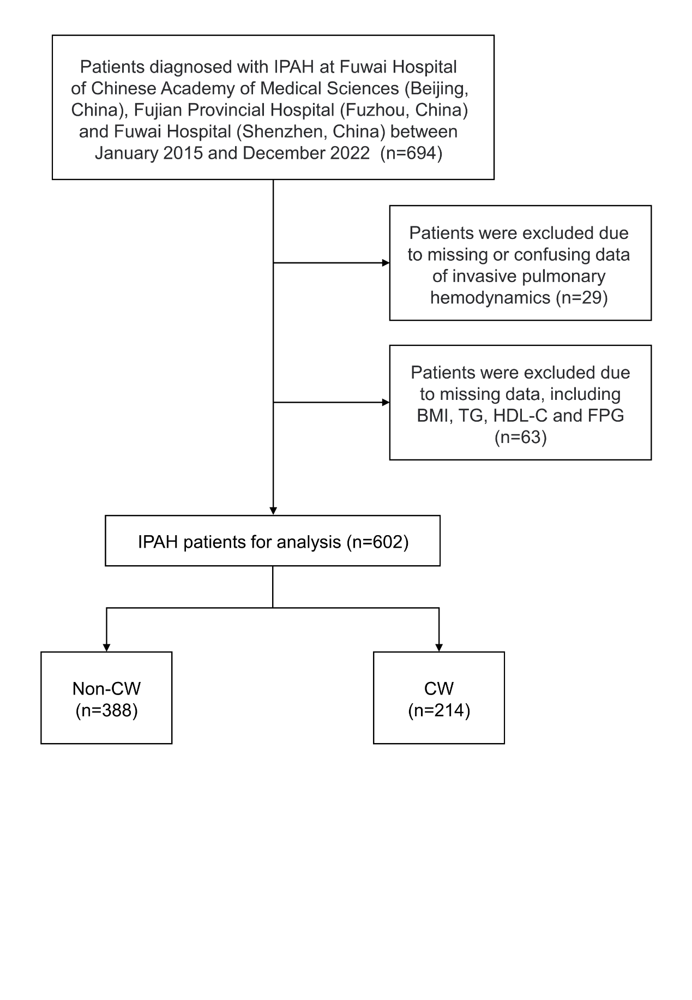 Patients diagnosed with IPAH at Fuwai Hospital
of Chinese Academy of Medical Sciences (Beijing,
China), Fujian Provincial Hospital (Fuzhou, China)
and Fuwai Hospital (Shenzhen, China) between
January 2015 and December 2022 (n=694)
Patients were excluded due
to missing or confusing data
of invasive pulmonary
hemodynamics (n=29)
Patients were excluded due
to missing data, including
BMI, TG, HDL-C and FPG
(n=63)
IPAH patients for analysis (n=602)
Non-CW
(n=388)
CW
(n=214)